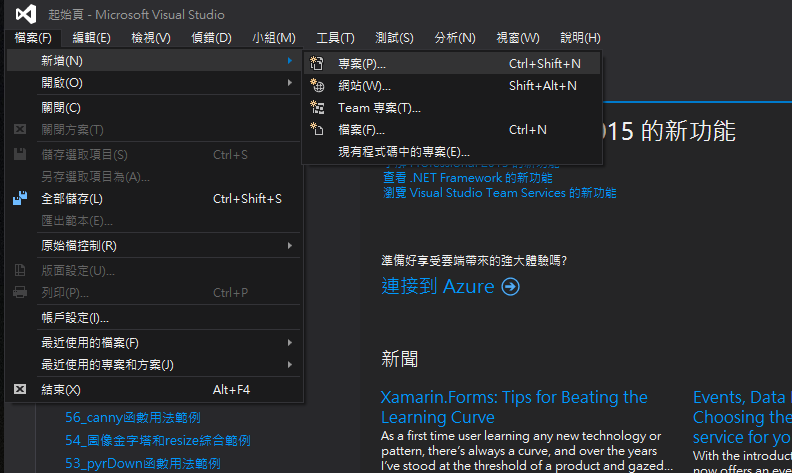 起始頁 - Microsoft Visual Studio
檔案(F) 編輯(E) 檢視(V) 偵錯(D) 小組(M) 工具(T) 測試(S) 分析(N) 視窗(W) 說明(H)
新增(N)
開啟(O)
關閉(C)
關閉方案(T)
儲存選取項目(S) Ctrl+S
另存選取項目為(A)...
全部儲存(L) Ctrl+Shift+S
匯出範本(E)...
原始檔控制(R)
版面設定(U)...
列印(P)... Ctrl+P
帳戶設定(I)...
最近使用的檔案(F)
最近使用的專案和方案(J)
結束(X) Alt+F4
專案(P)... Ctrl+Shift+N
網站(W)... Shift+Alt+N
Team 專案(T)...
檔案(F)... Ctrl+N
現有程式碼中的專案(E)...
56_canny函數用法範例
54_圖像金字塔和resize綜合範例
53_pyrDown函數用法範例
015 的新功能
查看 .NET Framework 的新功能
瀏覽 Visual Studio Team Services 的新功能
準備好享受雲端帶來的強大體驗嗎?
連接到 Azure
新聞
Xamarin.Forms: Tips for Beating the
Learning Curve
As a first time user learning any new technology or
pattern, there's always a curve, and over the years
I've stood at the threshold of a product and gazed...
Events, Data
Choosing the
service for yo
With the introduct
now offers an eve